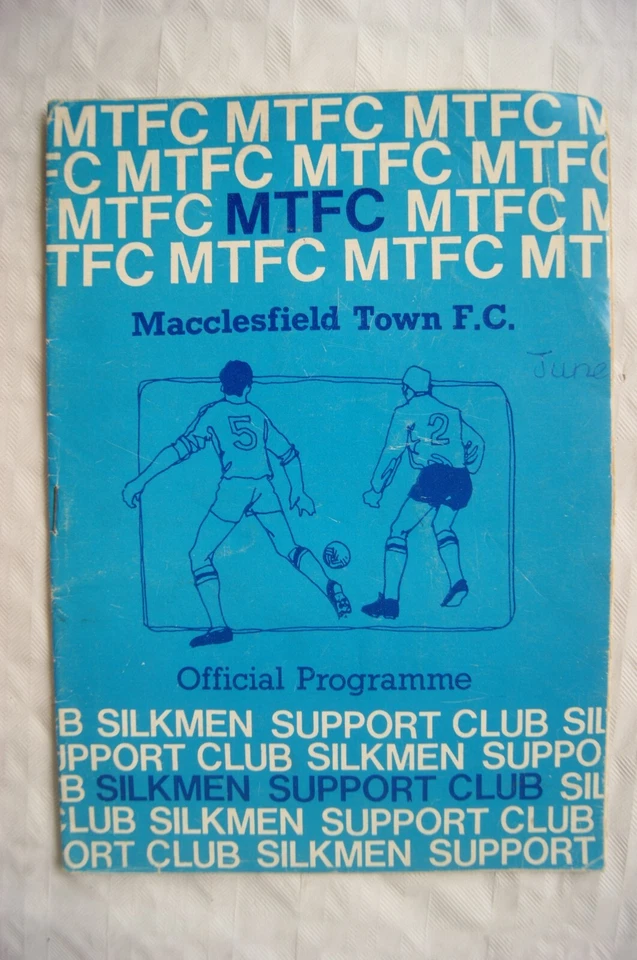 MTFC MTFC MTFC M
FC MTFC MTFC MTFC
MTFC MTFC MTFC M
TFC MTFC MTFC MT
Macclesfield Town F.C.
June
5
2
Official Programme
B SILKMEN SUPPORT CLUB SIL
UPPORT CLUB SILKMEN SUPPO
B SILKMEN SUPPORT CLUB SIL
CLUB SILKMEN SUPPORT CLUB
ORT CLUB SILKMEN SUPPORT